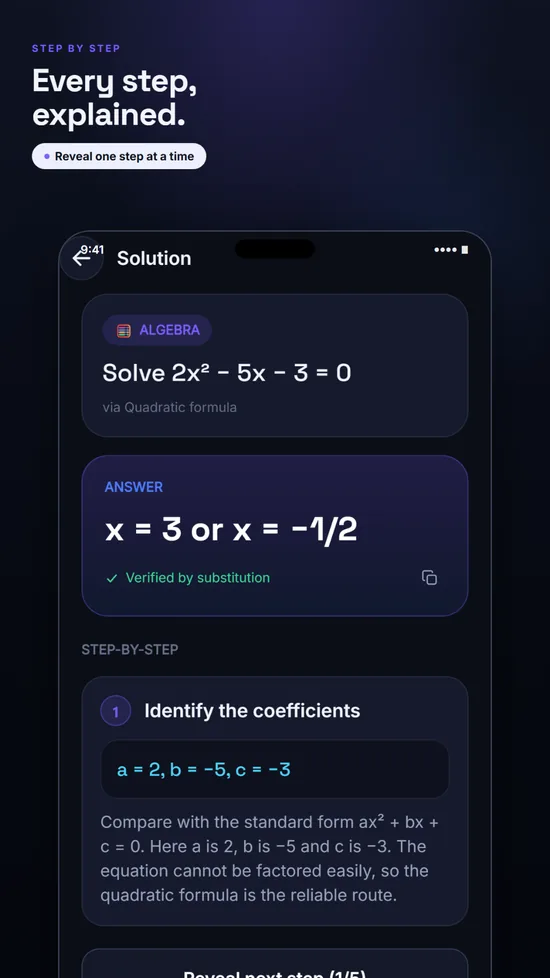 STEP BY STEP
Every step,
explained.
Reveal one step at a time
9:41
Solution
ALGEBRA
Solve 2x² − 5x − 3 = 0
via Quadratic formula
ANSWER
x = 3 or x = −1/2
Verified by substitution
STEP-BY-STEP
1
Identify the coefficients
a = 2, b = −5, c = −3
Compare with the standard form ax² + bx +
c = 0. Here a is 2, b is −5 and c is −3. The
equation cannot be factored easily, so the
quadratic formula is the reliable route.
Reveal next step (1/5)